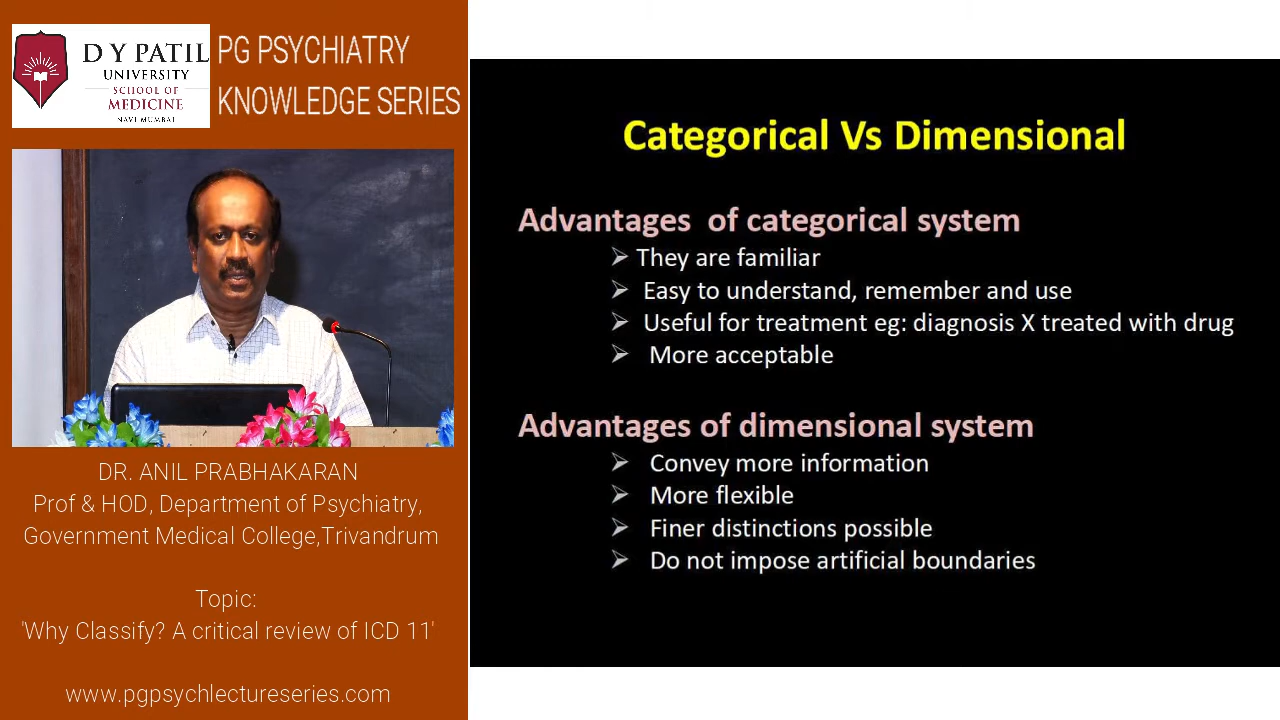 D Y PATIL
UNIVERSITY
SCHOOL OF
MEDICINE
NAVI MUMBAI
PG PSYCHIATRY
KNOWLEDGE SERIES
DR. ANIL PRABHAKARAN
Prof & HOD, Department of Psychiatry,
Government Medical College,Trivandrum
Topic:
'Why Classify? A critical review of ICD 11'
www.pgpsychlectureseries.com
Categorical Vs Dimensional
Advantages of categorical system
They are familiar
Easy to understand, remember and use
Useful for treatment eg: diagnosis X treated with drug
More acceptable
Advantages of dimensional system
Convey more information
More flexible
Finer distinctions possible
Do not impose artificial boundaries